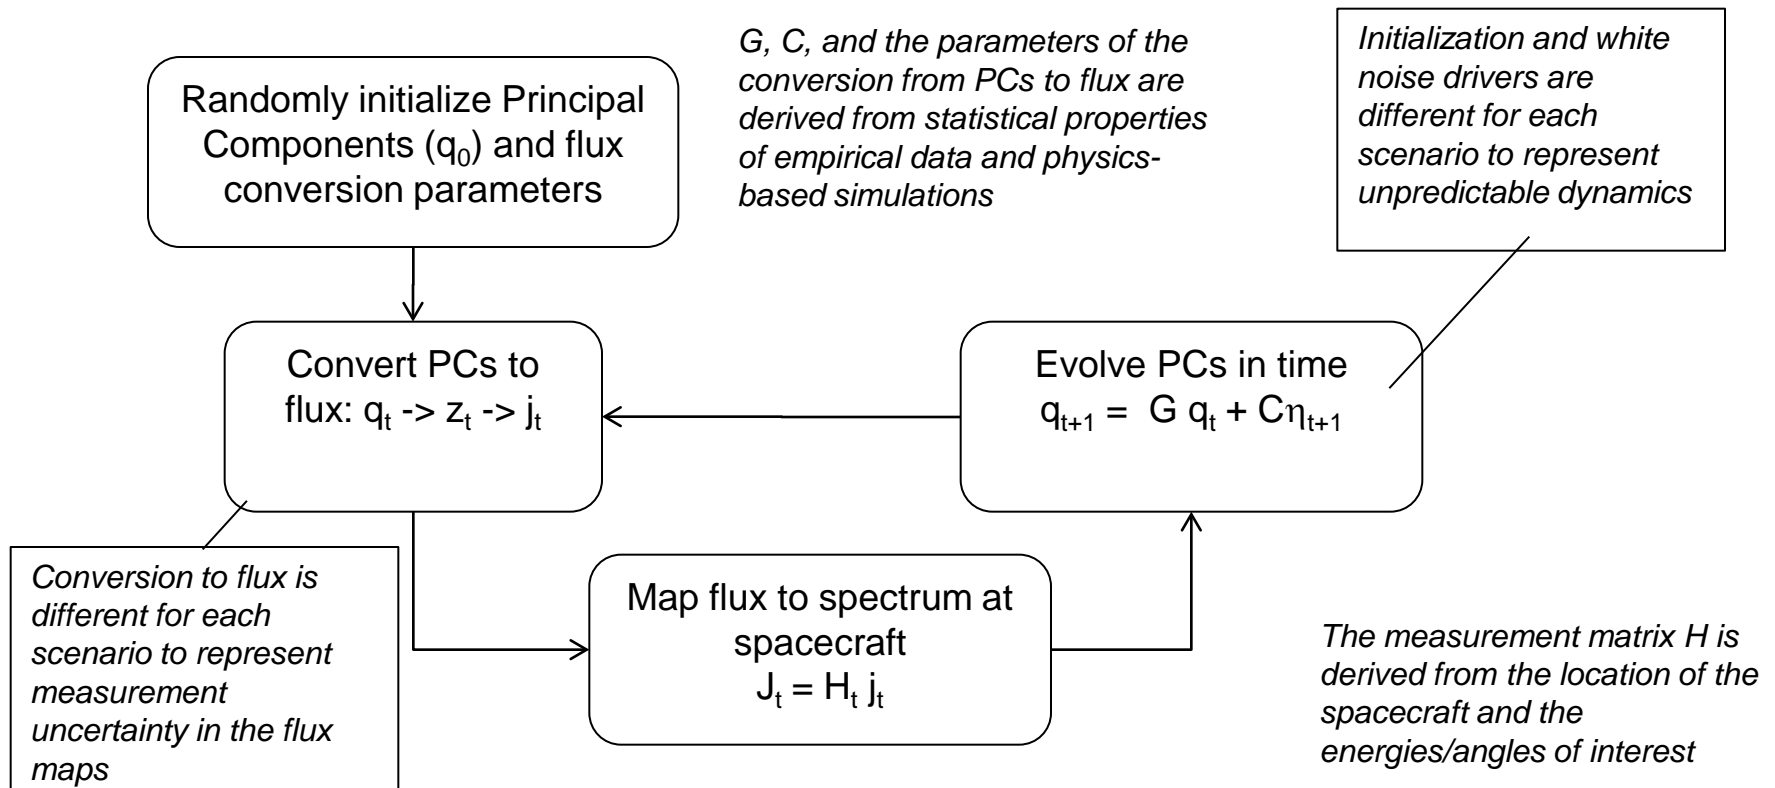 Randomly initialize Principal
Components (q0) and flux
conversion parameters
G, C, and the parameters of the
conversion from PCs to flux are
derived from statistical properties
of empirical data and physics-
based simulations
Initialization and white
noise drivers are
different for each
scenario to represent
unpredictable dynamics
Convert PCs to
flux: qt -> zt -> jt
Evolve PCs in time
qt+1 = G qt + Cηt+1
Conversion to flux is
different for each
scenario to represent
measurement
uncertainty in the flux
maps
Map flux to spectrum at
spacecraft
Jt = Ht jt
The measurement matrix H is
derived from the location of the
spacecraft and the
energies/angles of interest